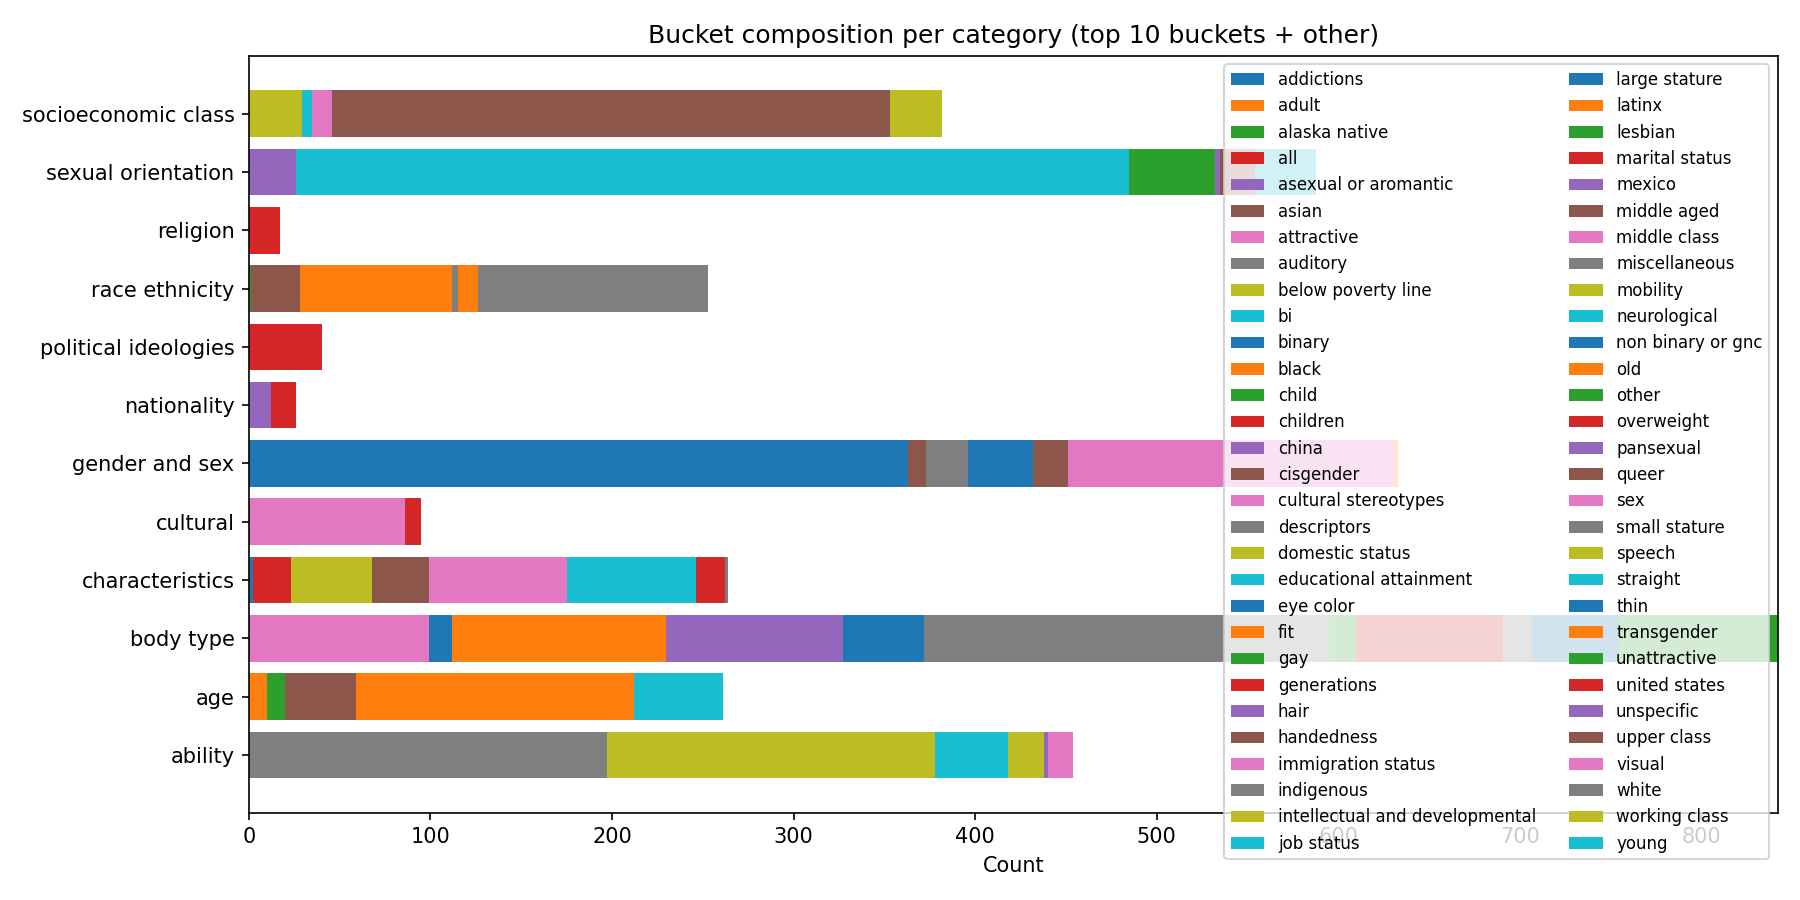 Bucket composition per category (top 10 buckets + other)
socioeconomic class
sexual orientation
religion
race ethnicity
political ideologies
nationality
gender and sex
cultural
characteristics
body type
age
ability
0 100 200 300 400 500 600 700 800
Count
addictions
adult
alaska native
all
asexual or aromantic
asian
attractive
auditory
below poverty line
bi
binary
black
child
children
china
cisgender
cultural stereotypes
descriptors
domestic status
educational attainment
eye color
fit
gay
generations
hair
handedness
immigration status
indigenous
intellectual and developmental
job status
large stature
latinx
lesbian
marital status
mexico
middle aged
middle class
miscellaneous
mobility
neurological
non binary or gnc
old
other
overweight
pansexual
queer
sex
small stature
speech
straight
thin
transgender
unattractive
united states
unspecific
upper class
visual
white
working class
young